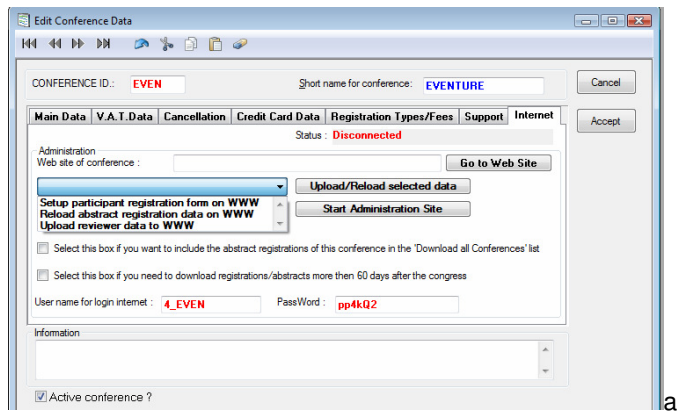 Edit Conference Data
CONFERENCE ID.: EVEN Short name for conference: EVENTURE Cancel
Main Data V.A.T.Data Cancellation Credit Card Data Registration Types/Fees Support Internet Accept
Status : Disconnected
Administration
Web site of conference : Go to Web Site
Upload/Reload selected data
Setup participant registration form on WWW
Reload abstract registration data on WWW Start Administration Site
Upload reviewer data to WWW
Select this box if you want to include the abstract registrations of this conference in the 'Download all Conferences' list
Select this box if you need to download registrations/abstracts more then 60 days after the congress
User name for login internet : 4_EVEN PassWord : pp4kQ2
Information
Active conference ?
a